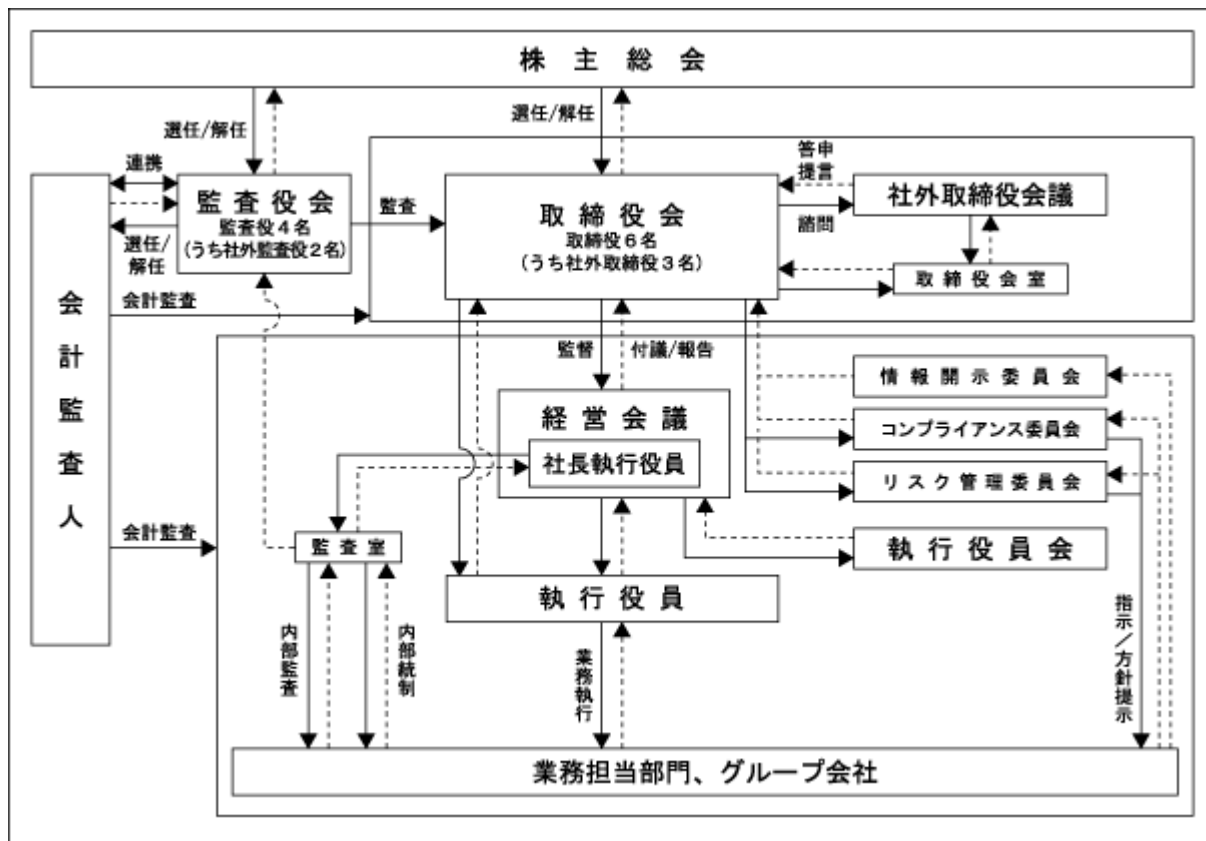 株主総会
選任/解任
選任/解任
連携
監査役会
監査役4名
(うち社外監査役2名)
選任/
解任
監査
取締役会
取締役6名
(うち社外取締役3名)
答申
提言
諮問
社外取締役会議
取締役会室
会計監査人
会計監査
会計監査
監督
付議/報告
経営会議
社長執行役員
情報開示委員会
コンプライアンス委員会
リスク管理委員会
執行役員会
監査室
執行役員
内部監査
内部統制
業務執行
指示/方針提示
業務担当部門、グループ会社